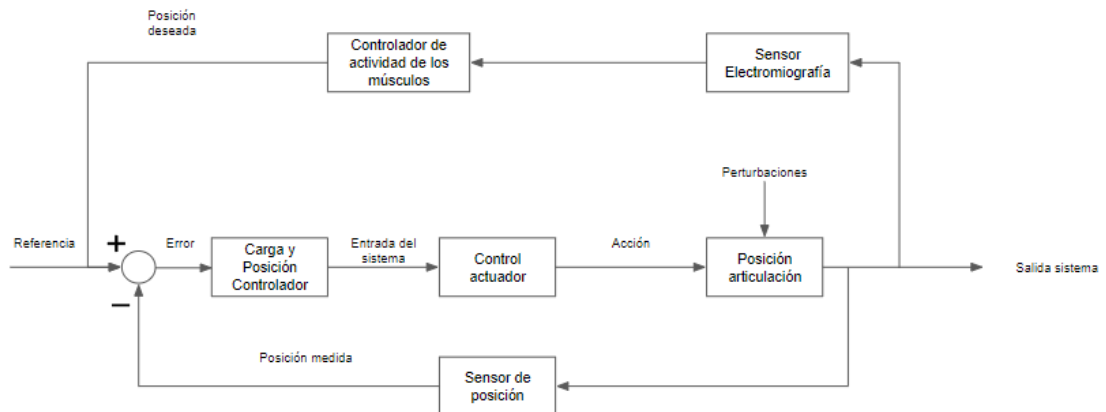 Posición
deseada
Controlador de
actividad de los
músculos
Sensor
Electromiografía
Perturbaciones
Referencia
+
Error
Carga y
Posición
Controlador
Entrada del
sistema
Control
actuador
Acción
Posición
articulación
Salida sistema
−
Posición medida
Sensor de
posición